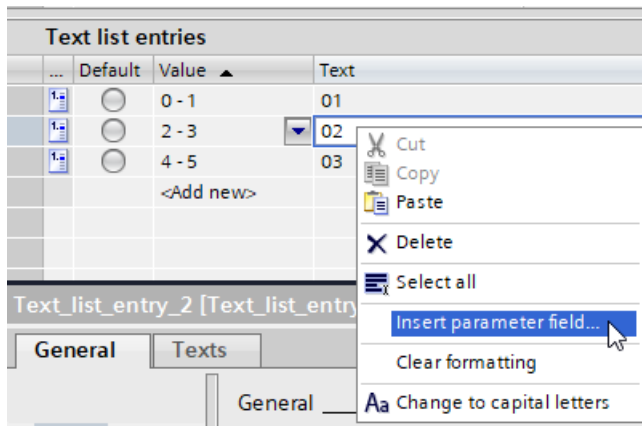 Text list entries
... Default Value Text
0 - 1 01
2 - 3 02
4 - 5 03
<Add new>
Cut
Copy
Paste
Delete
Select all
Insert parameter field...
Clear formatting
Aa Change to capital letters
Text_list_entry_2 [Text_list_entry
General Texts
General